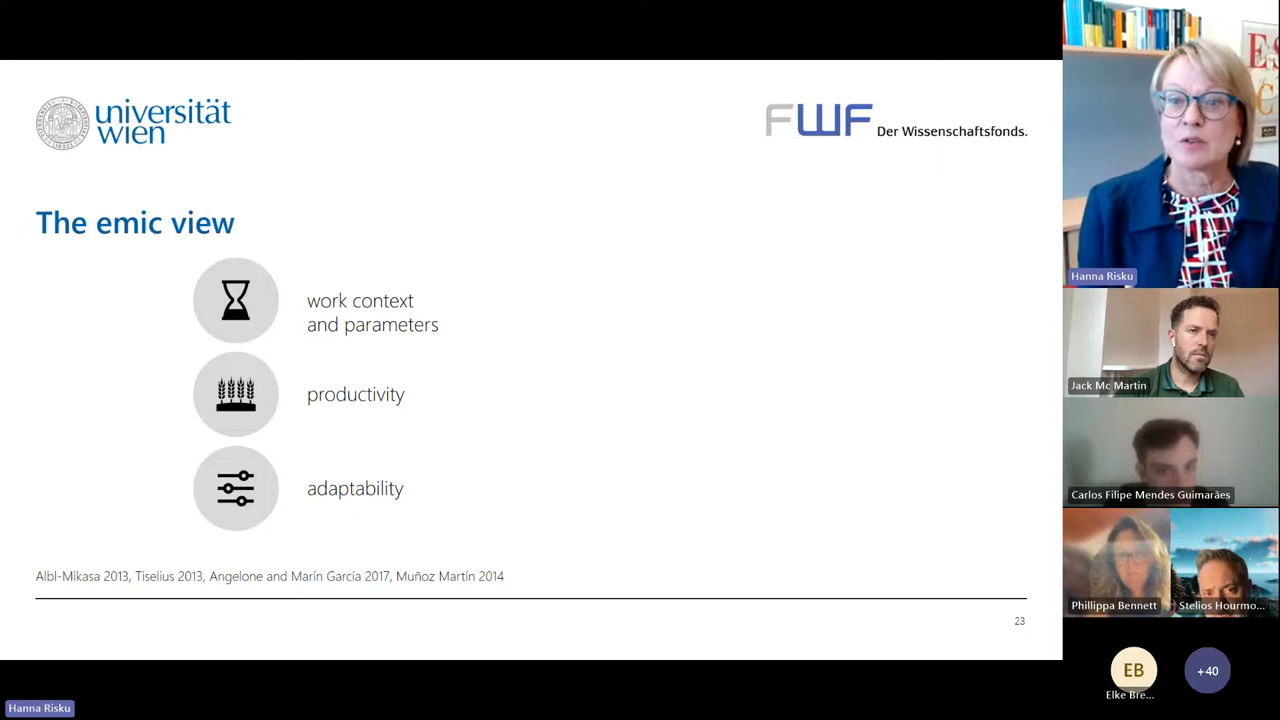 universität
wien
FWF Der Wissenschaftsfonds.
The emic view
work context
and parameters
productivity
adaptability
Albl-Mikasa 2013, Tiselius 2013, Angelone and Marín García 2017, Muñoz Martín 2014
23
Hanna Risku
Hanna Risku
Jack Mc Martin
Carlos Filipe Mendes Guimarães
Phillippa Bennett
Stelios Hourmo...
EB
Elke Bre...
+40